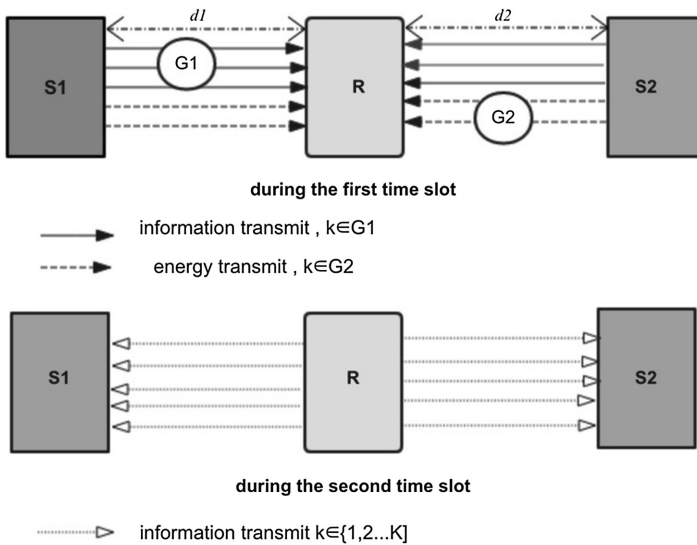 d1
d2
G1
S1
R
S2
G2
during the first time slot
information transmit , k∈G1
energy transmit , k∈G2
S1
R
S2
during the second time slot
information transmit k∈{1,2...K]